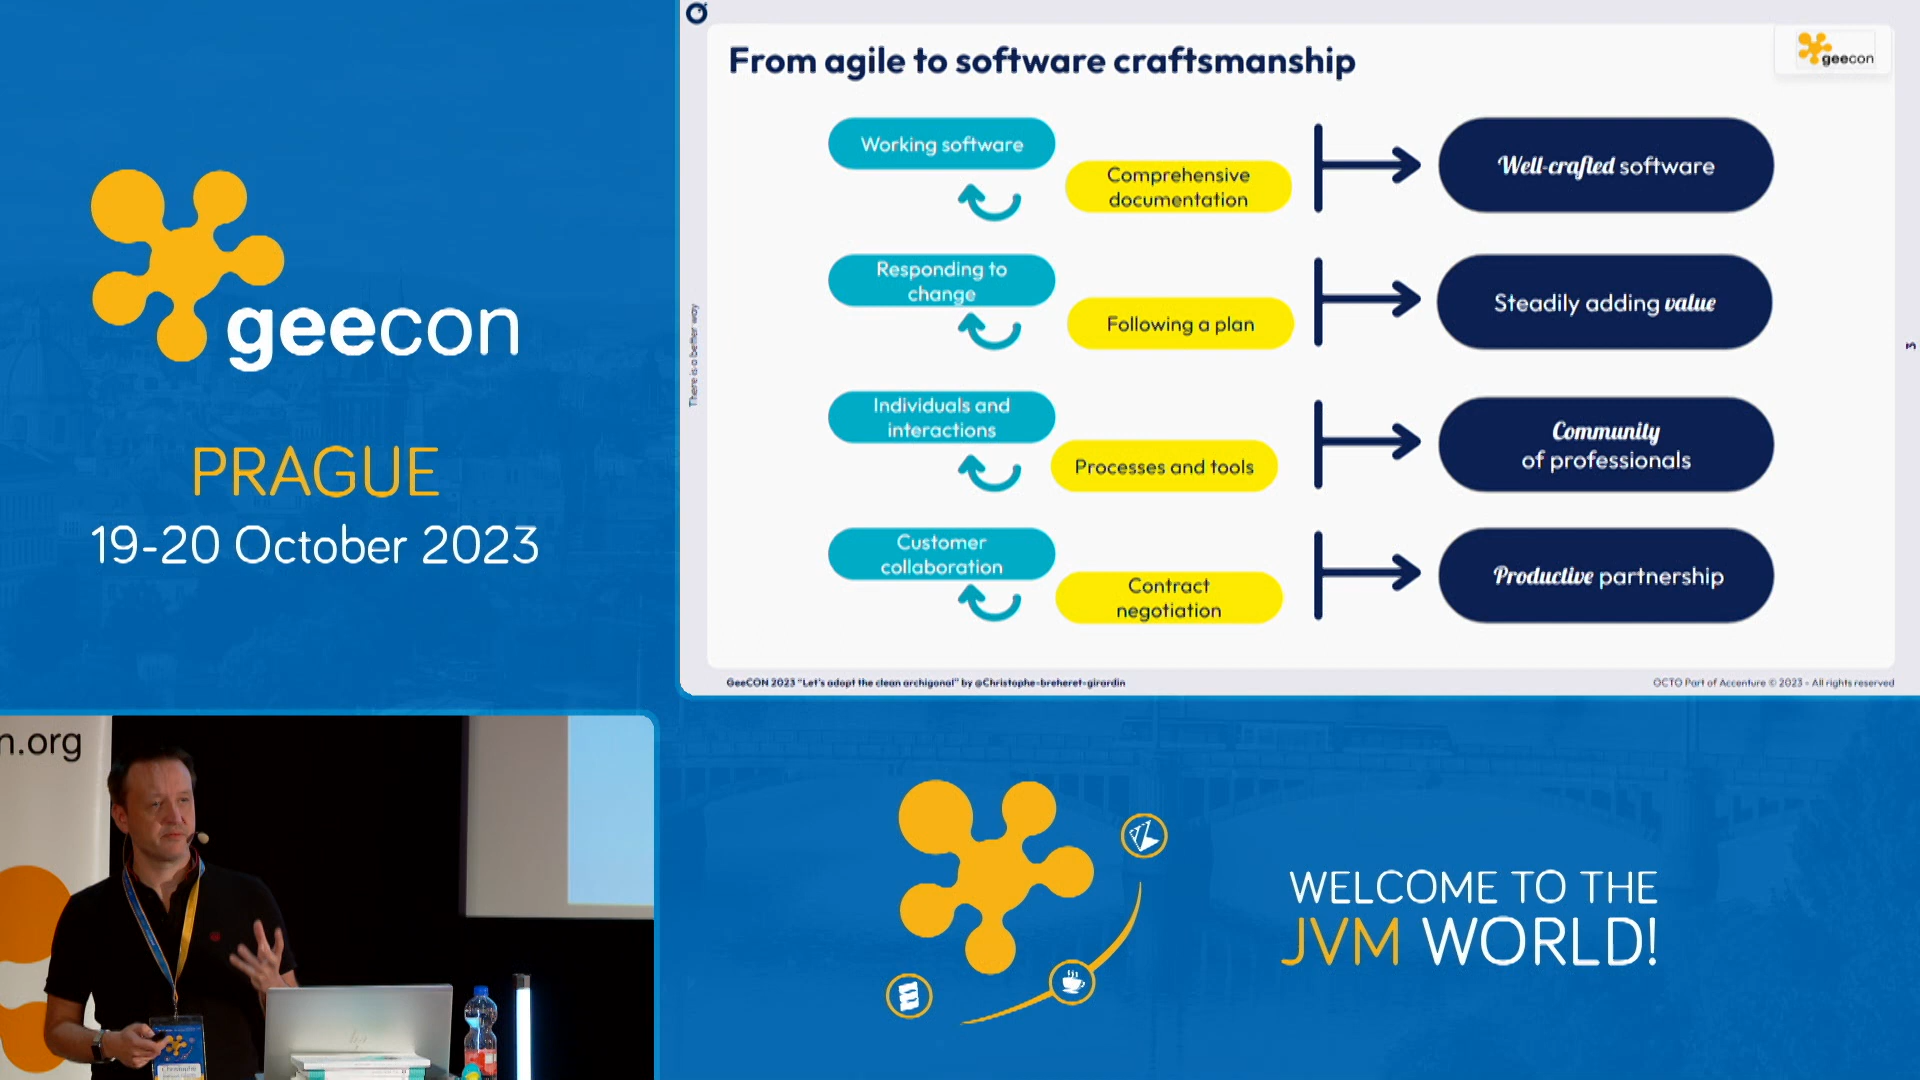 geecon
PRAGUE
19-20 October 2023
From agile to software craftsmanship
geecon
Working software
Comprehensive
documentation
Well-crafted software
Responding to
change
Following a plan
Steadily adding value
Individuals and
interactions
Processes and tools
Community
of professionals
Customer
collaboration
Contract
negotiation
Productive partnership
There is a better way
GeeCON 2023 "Let's adopt the clean archigonal" by @Christophe-breheret-girardin
OCTO Part of Accenture © 2023 - All rights reserved
n.org
hp
Christophe
WELCOME TO THE
JVM WORLD!